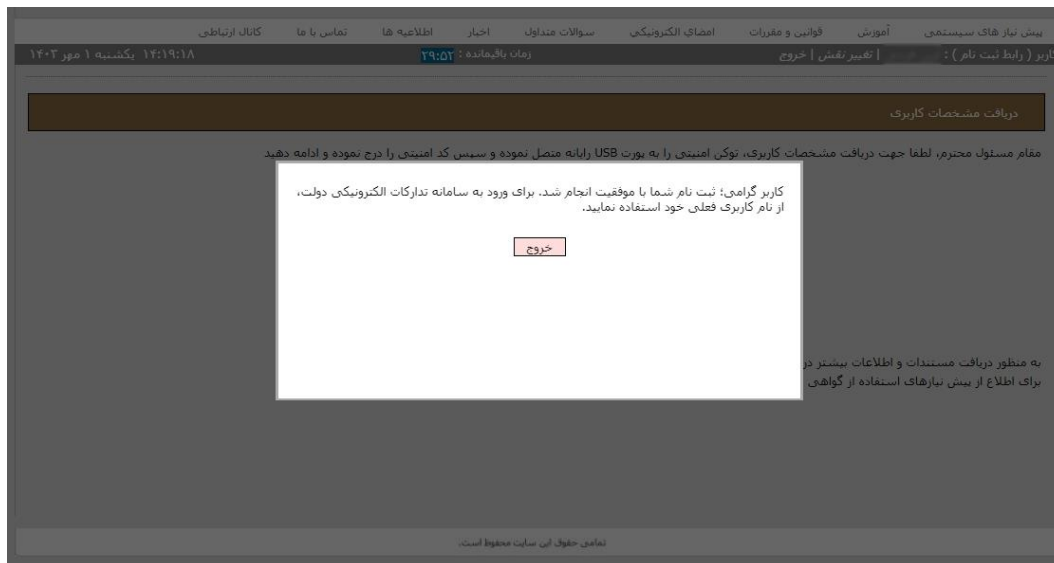 پیش نیاز های سیستمی آموزش قوانین و مقررات امضای الکترونیکی سوالات متداول اخبار اطلاعیه ها تماس با ما کانال ارتباطی
کاربر ( رابط ثبت نام ) : | تغییر نقش | خروج زمان باقیمانده : ۲۹:۵۲ ۱۴:۱۹:۱۸ یکشنبه ۱ مهر ۱۴۰۳
دریافت مشخصات کاربری
مقام مسئول محترم، لطفا جهت دریافت مشخصات کاربری، توکن امنیتی را به پورت USB رایانه متصل نموده و سپس کد امنیتی را درج نموده و ادامه دهید
کاربر گرامی؛ ثبت نام شما با موفقیت انجام شد. برای ورود به سامانه تدارکات الکترونیکی دولت،
از نام کاربری فعلی خود استفاده نمایید.
خروج
به منظور دریافت مستندات و اطلاعات بیشتر در
برای اطلاع از پیش نیازهای استفاده از گواهی
تمامی حقوق این سایت محفوظ است.